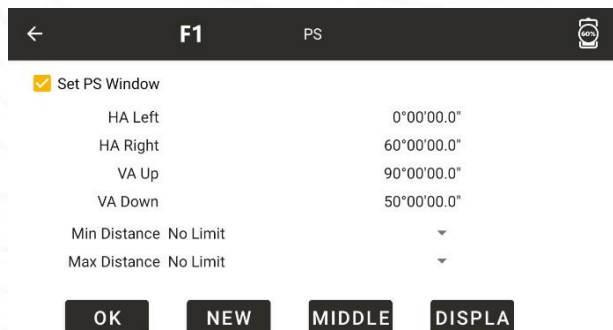 F1 PS 60%
Set PS Window
HA Left 0°00'00.0"
HA Right 60°00'00.0"
VA Up 90°00'00.0"
VA Down 50°00'00.0"
Min Distance No Limit
Max Distance No Limit
OK NEW MIDDLE DISPLA